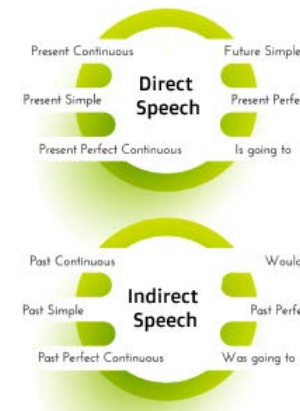 Present Continuous
Future Simple
Direct
Speech
Present Simple
Present Perfe
Present Perfect Continuous
Is going to
Past Continuous
Would
Indirect
Speech
Past Simple
Past Perfe
Past Perfect Continuous
Was going to